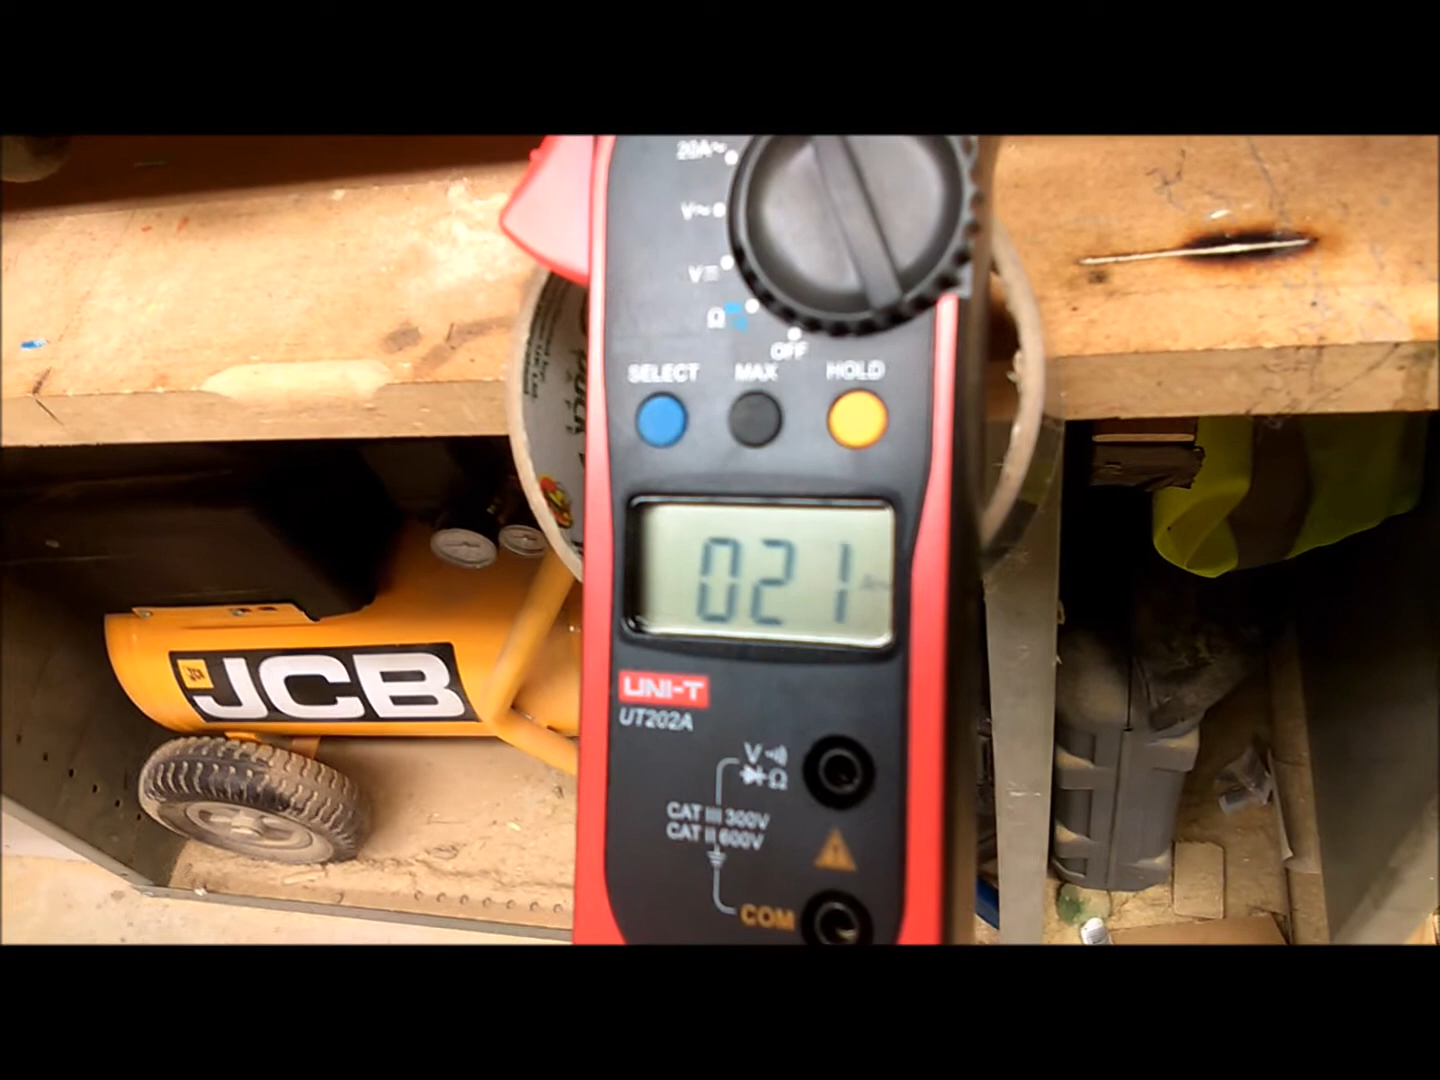 20A~
V~
V
Ω
OFF
SELECT MAX HOLD
021
UNI-T
UT202A
V
Ω
CAT III 300V
CAT II 600V
COM
JCB